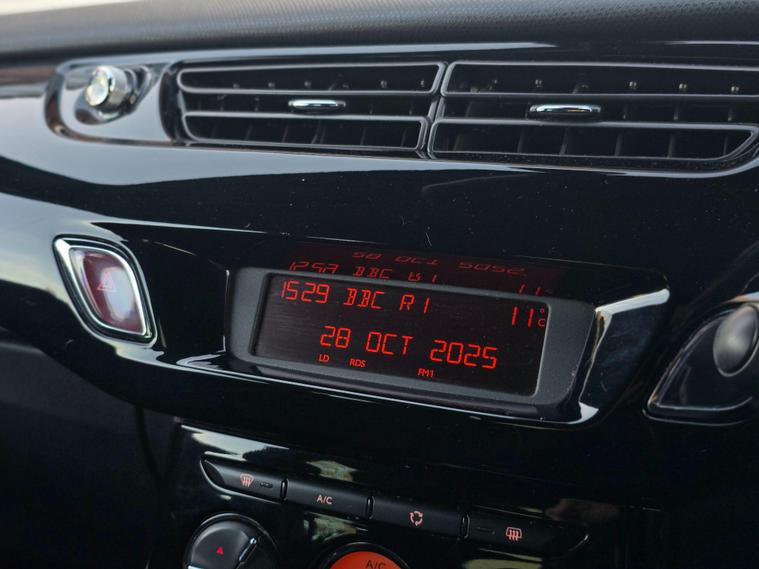 1529 BBC R1 11°C
28 OCT 2025
LD RDS FM1
A/C
A/C